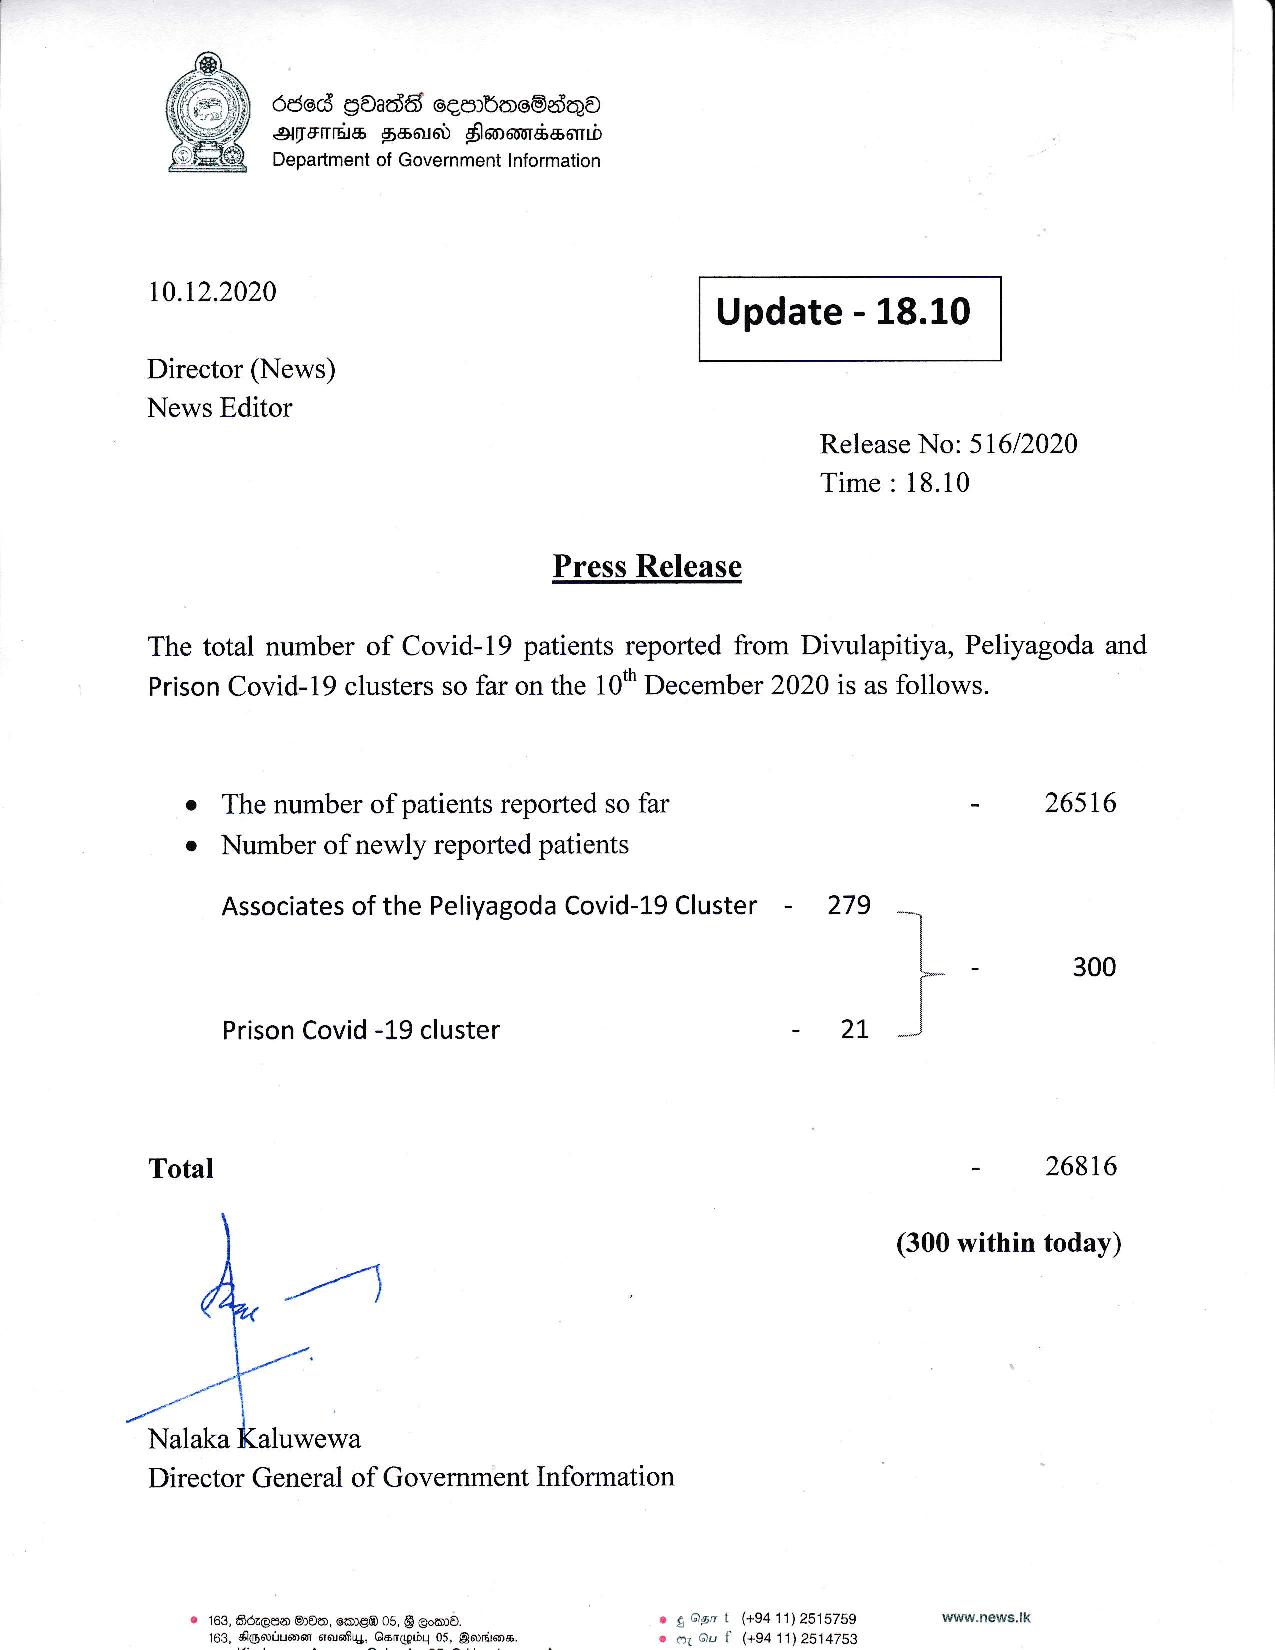 රජයේ ප්‍රවෘත්ති දෙපාර්තමේන්තුව
அரசாங்க தகவல் திணைக்களம்
Department of Government Information
10.12.2020
Update - 18.10
Director (News)
News Editor
Release No: 516/2020
Time : 18.10
Press Release
The total number of Covid-19 patients reported from Divulapitiya, Peliyagoda and
Prison Covid-19 clusters so far on the 10th December 2020 is as follows.
• The number of patients reported so far - 26516
• Number of newly reported patients
Associates of the Peliyagoda Covid-19 Cluster - 279
- 300
Prison Covid -19 cluster - 21
Total - 26816
(300 within today)
Nalaka Kaluwewa
Director General of Government Information
• 163, කිරුලපන මාවත, කොළඹ 05, ශ්‍රී ලංකාව. • දු தொ t (+94 11) 2515759 www.news.lk
163, கிருலப்பனை எவனியூ, கொழும்பு 05, இலங்கை. • ෆැ பெ f (+94 11) 2514753